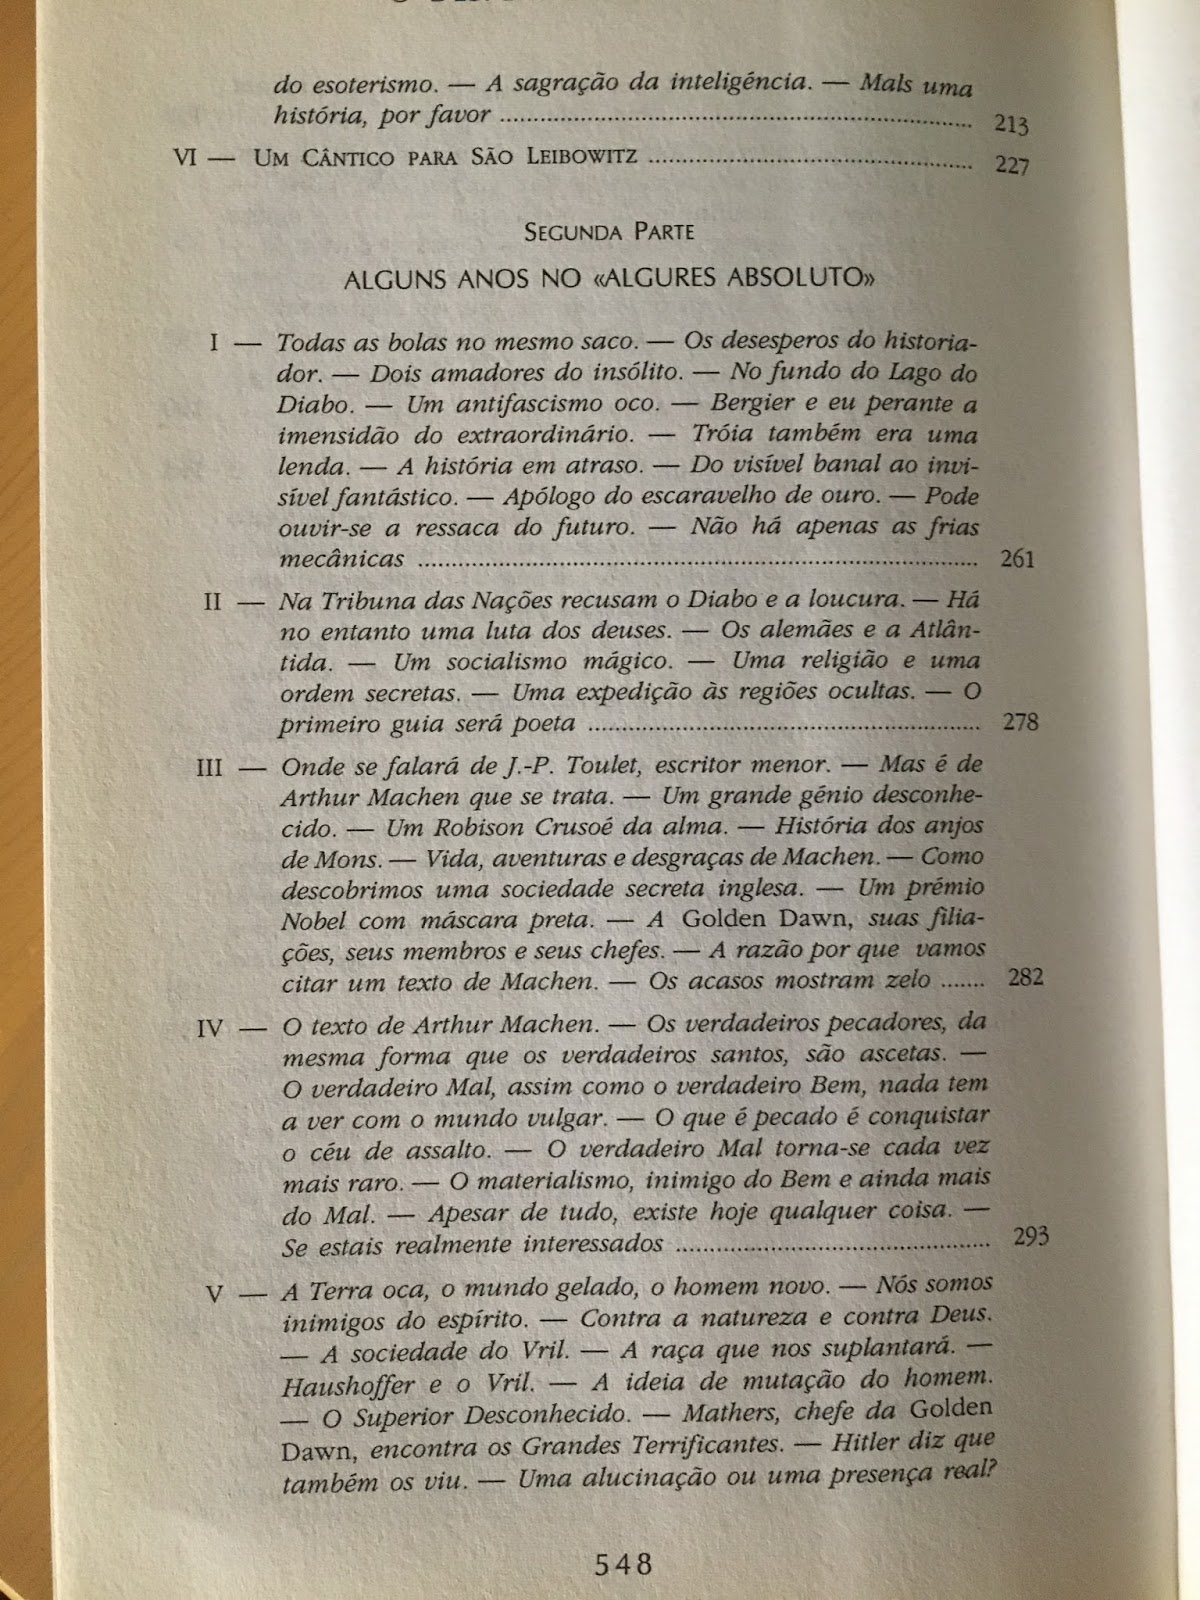 do esoterismo. — A sagração da inteligência. — Mals uma
história, por favor ........................................................... 213
VI — UM CÂNTICO PARA SÃO LEIBOWITZ ........................................ 227
SEGUNDA PARTE
ALGUNS ANOS NO «ALGURES ABSOLUTO»
I — Todas as bolas no mesmo saco. — Os desesperos do historia-
dor. — Dois amadores do insólito. — No fundo do Lago do
Diabo. — Um antifascismo oco. — Bergier e eu perante a
imensidão do extraordinário. — Tróia também era uma
lenda. — A história em atraso. — Do visível banal ao invi-
sível fantástico. — Apólogo do escaravelho de ouro. — Pode
ouvir-se a ressaca do futuro. — Não há apenas as frias
mecânicas ..................................................................... 261
II — Na Tribuna das Nações recusam o Diabo e a loucura. — Há
no entanto uma luta dos deuses. — Os alemães e a Atlân-
tida. — Um socialismo mágico. — Uma religião e uma
ordem secretas. — Uma expedição às regiões ocultas. — O
primeiro guia será poeta ................................................. 278
III — Onde se falará de J.-P. Toulet, escritor menor. — Mas é de
Arthur Machen que se trata. — Um grande génio desconhe-
cido. — Um Robison Crusoé da alma. — História dos anjos
de Mons. — Vida, aventuras e desgraças de Machen. — Como
descobrimos uma sociedade secreta inglesa. — Um prémio
Nobel com máscara preta. — A Golden Dawn, suas filia-
ções, seus membros e seus chefes. — A razão por que vamos
citar um texto de Machen. — Os acasos mostram zelo ....... 282
IV — O texto de Arthur Machen. — Os verdadeiros pecadores, da
mesma forma que os verdadeiros santos, são ascetas. —
O verdadeiro Mal, assim como o verdadeiro Bem, nada tem
a ver com o mundo vulgar. — O que é pecado é conquistar
o céu de assalto. — O verdadeiro Mal torna-se cada vez
mais raro. — O materialismo, inimigo do Bem e ainda mais
do Mal. — Apesar de tudo, existe hoje qualquer coisa. —
Se estais realmente interessados ........................................ 293
V — A Terra oca, o mundo gelado, o homem novo. — Nós somos
inimigos do espírito. — Contra a natureza e contra Deus.
— A sociedade do Vril. — A raça que nos suplantará. —
Haushoffer e o Vril. — A ideia de mutação do homem.
— O Superior Desconhecido. — Mathers, chefe da Golden
Dawn, encontra os Grandes Terrificantes. — Hitler diz que
também os viu. — Uma alucinação ou uma presença real?
548